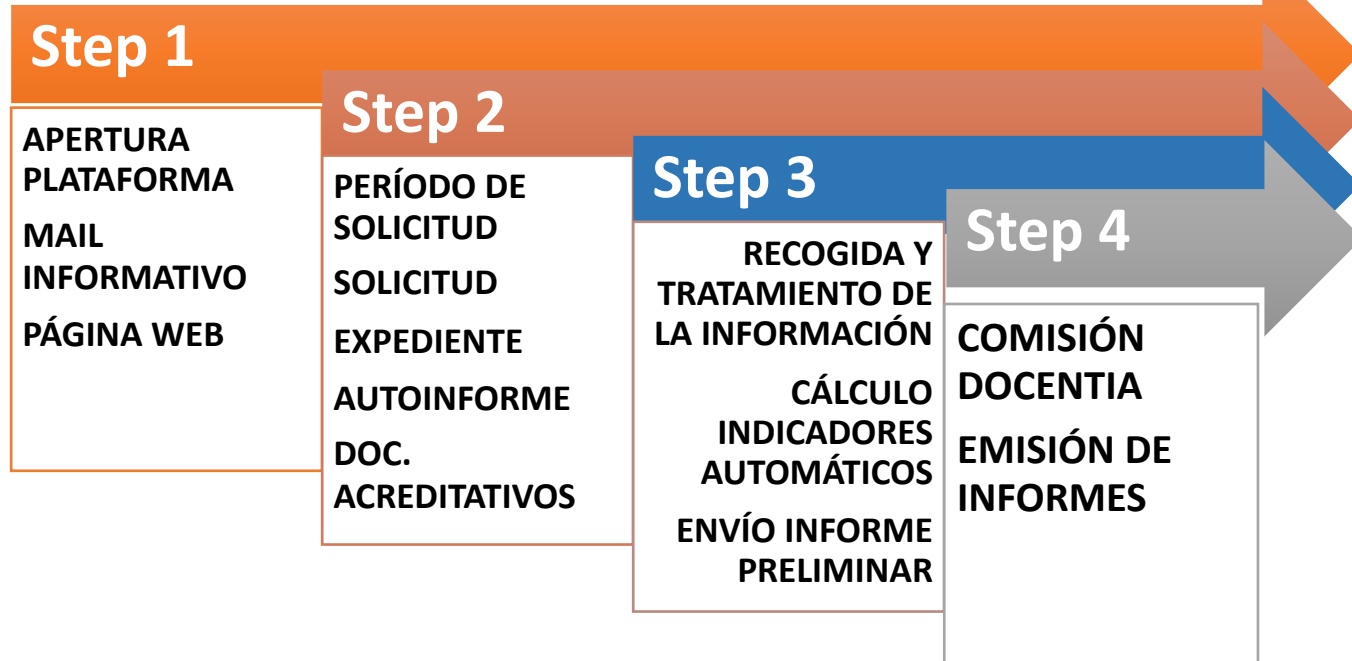 Step 1
APERTURA
PLATAFORMA
MAIL
INFORMATIVO
PÁGINA WEB
Step 2
PERÍODO DE
SOLICITUD
SOLICITUD
EXPEDIENTE
AUTOINFORME
DOC.
ACREDITATIVOS
Step 3
RECOGIDA Y
TRATAMIENTO DE
LA INFORMACIÓN
CÁLCULO
INDICADORES
AUTOMÁTICOS
ENVÍO INFORME
PRELIMINAR
Step 4
COMISIÓN
DOCENTIA
EMISIÓN DE
INFORMES